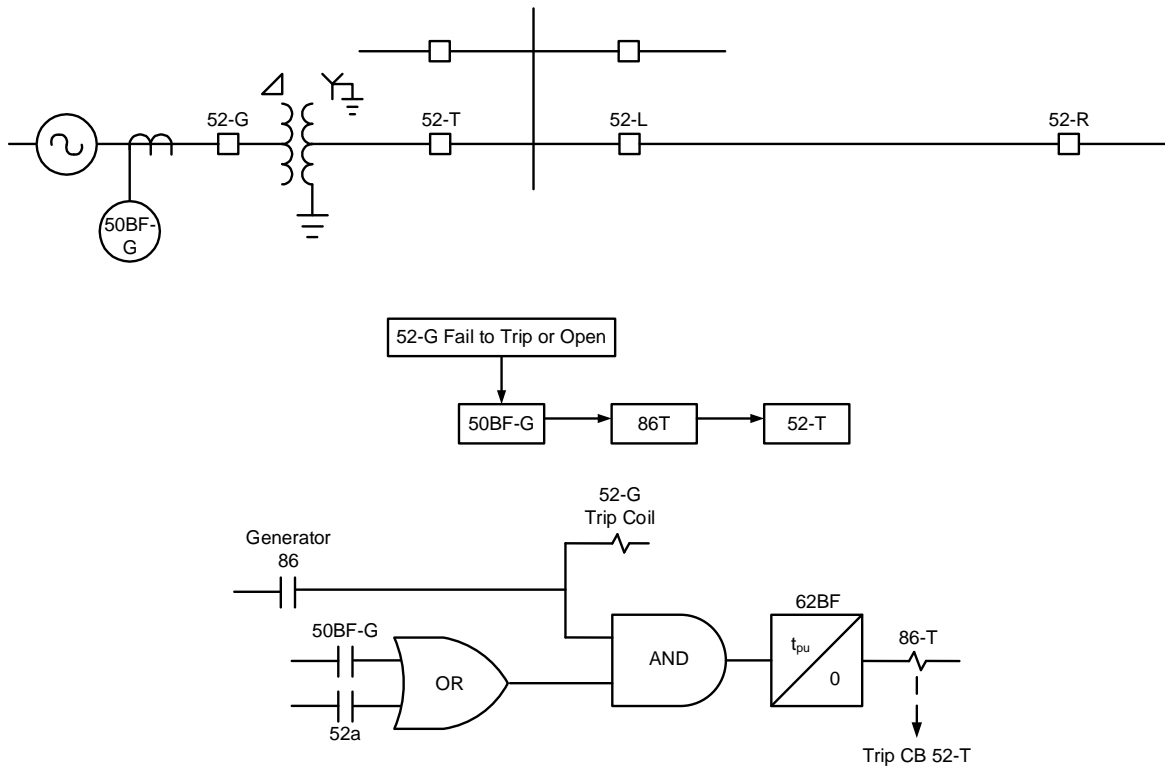 52-G
52-T
52-L
52-R
50BF-
G
52-G Fail to Trip or Open
50BF-G
86T
52-T
52-G
Trip Coil
Generator
86
62BF
50BF-G
86-T
tpu
AND
OR
0
52a
Trip CB 52-T